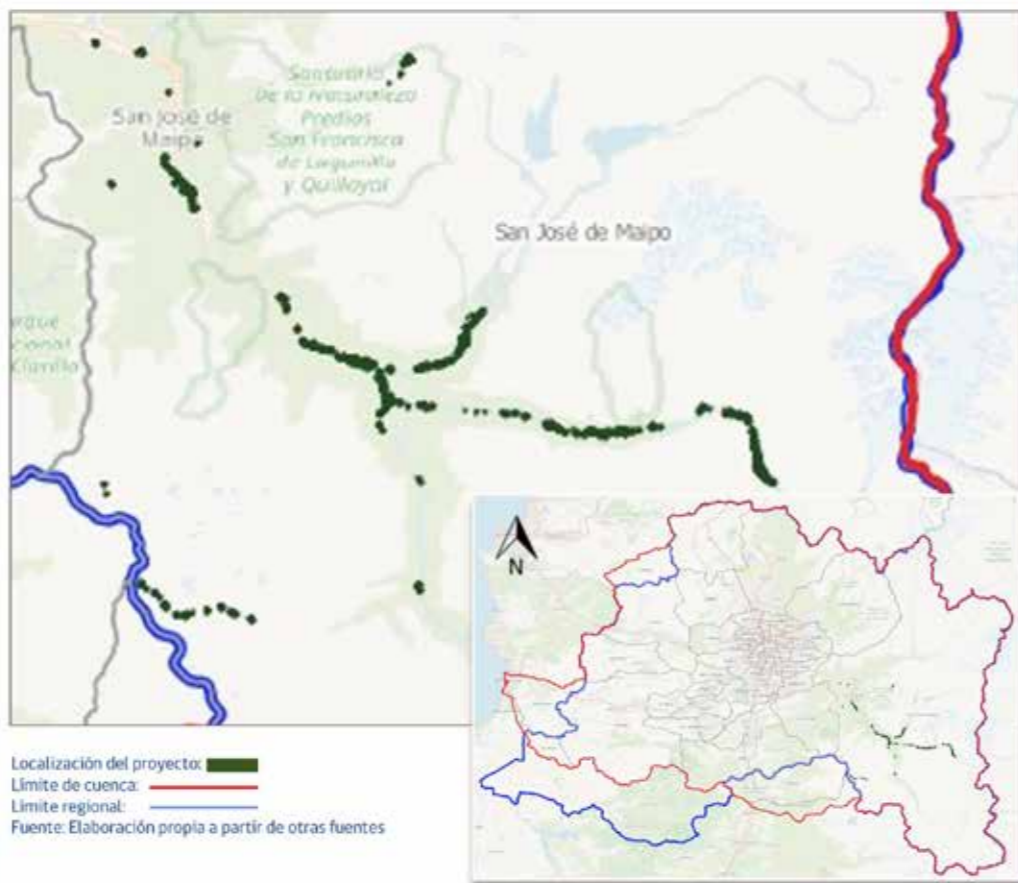 San José de
Maipo
Santuario
De la Naturaleza
Predios
San Francisco
de Lagunilla
y Quillayal
San José de Maipo
N
Localización del proyecto:
Límite de cuenca:
Límite regional:
Fuente: Elaboración propia a partir de otras fuentes